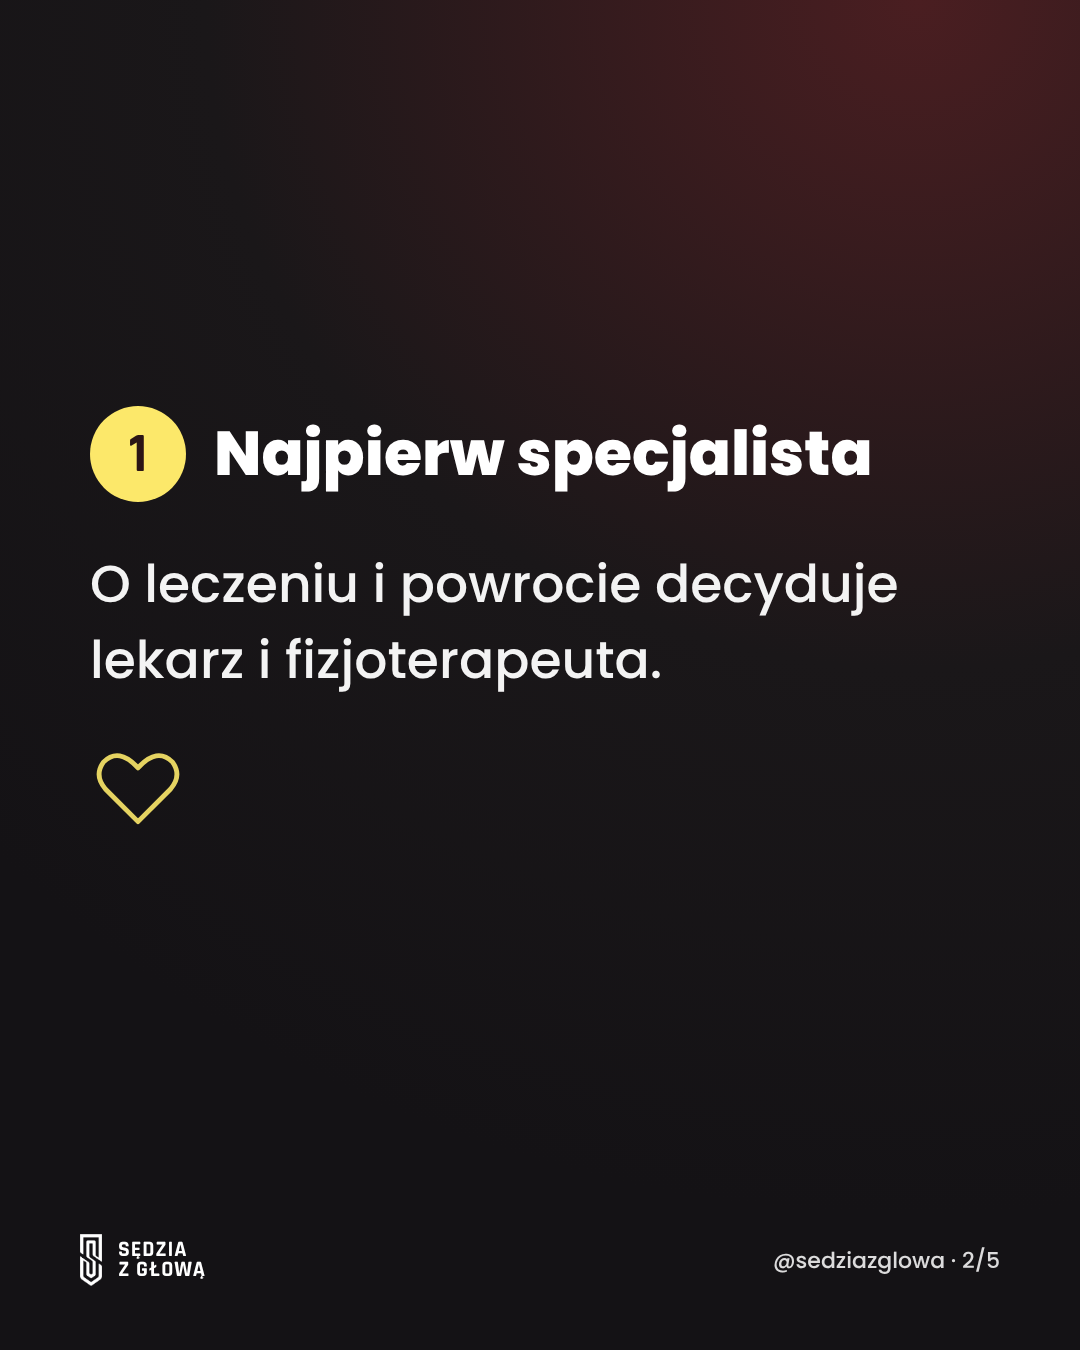 1 Najpierw specjalista
O leczeniu i powrocie decyduje
lekarz i fizjoterapeuta.
SĘDZIA
Z GŁOWĄ
@sedziazglowa · 2/5